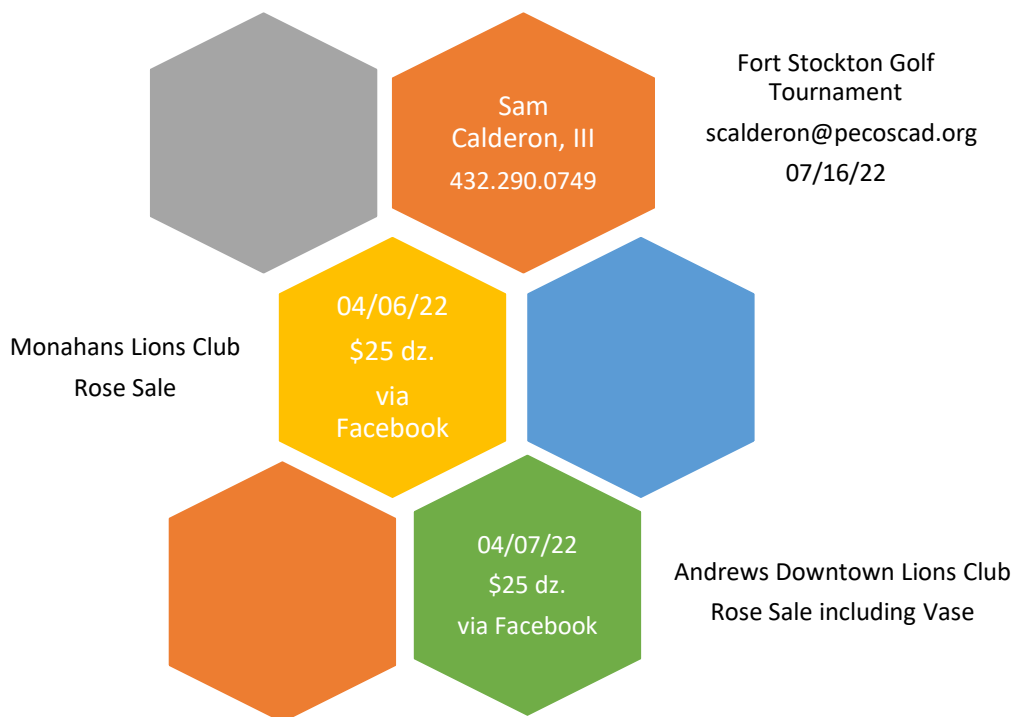 Sam
Calderon, III
432.290.0749
Fort Stockton Golf
Tournament
scalderon@pecoscad.org
07/16/22
Monahans Lions Club
Rose Sale
04/06/22
$25 dz.
via
Facebook
04/07/22
$25 dz.
via Facebook
Andrews Downtown Lions Club
Rose Sale including Vase